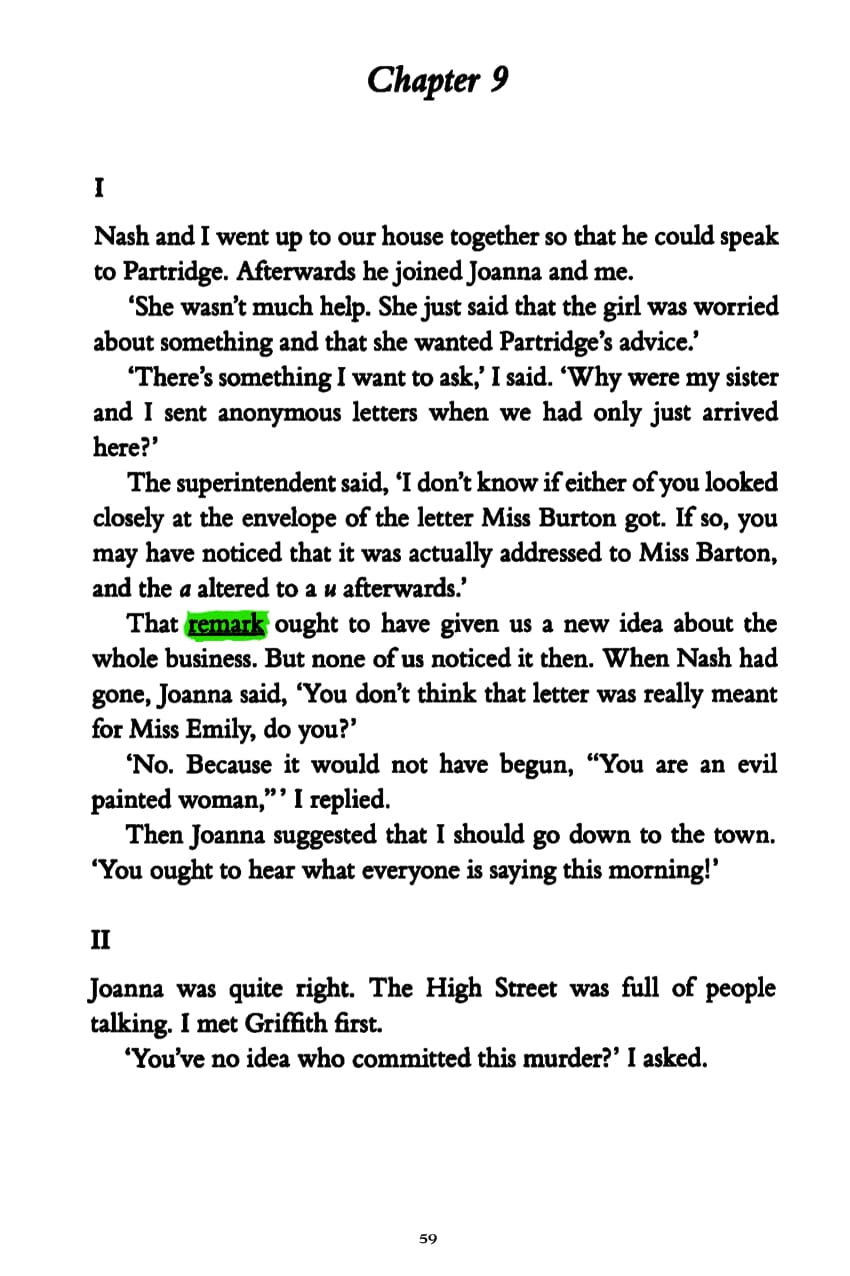 Chapter 9
I
Nash and I went up to our house together so that he could speak
to Partridge. Afterwards he joined Joanna and me.
‘She wasn’t much help. She just said that the girl was worried
about something and that she wanted Partridge’s advice.’
‘There’s something I want to ask,’ I said. ‘Why were my sister
and I sent anonymous letters when we had only just arrived
here?’
The superintendent said, ‘I don’t know if either of you looked
closely at the envelope of the letter Miss Burton got. If so, you
may have noticed that it was actually addressed to Miss Barton,
and the a altered to a u afterwards.’
That remark ought to have given us a new idea about the
whole business. But none of us noticed it then. When Nash had
gone, Joanna said, ‘You don’t think that letter was really meant
for Miss Emily, do you?’
‘No. Because it would not have begun, “You are an evil
painted woman,”’ I replied.
Then Joanna suggested that I should go down to the town.
‘You ought to hear what everyone is saying this morning!’
II
Joanna was quite right. The High Street was full of people
talking. I met Griffith first.
‘You’ve no idea who committed this murder?’ I asked.
59